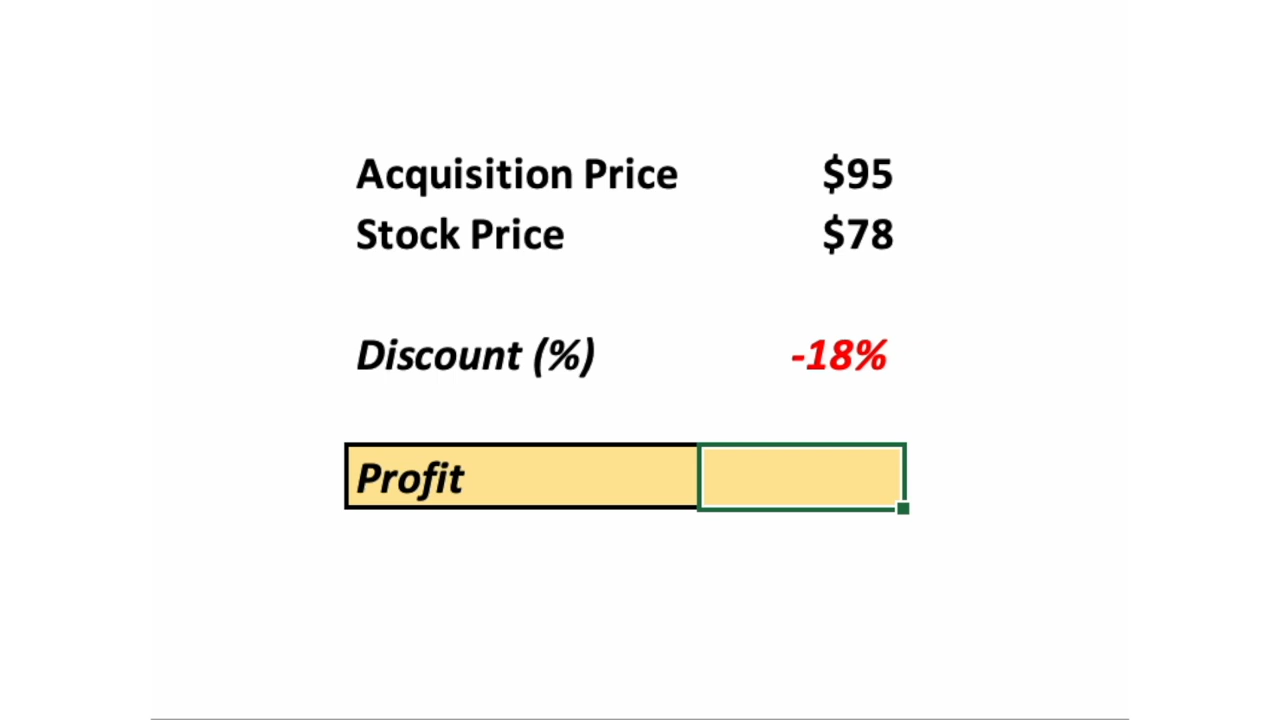 Acquisition Price $95
Stock Price $78
Discount (%) -18%
Profit